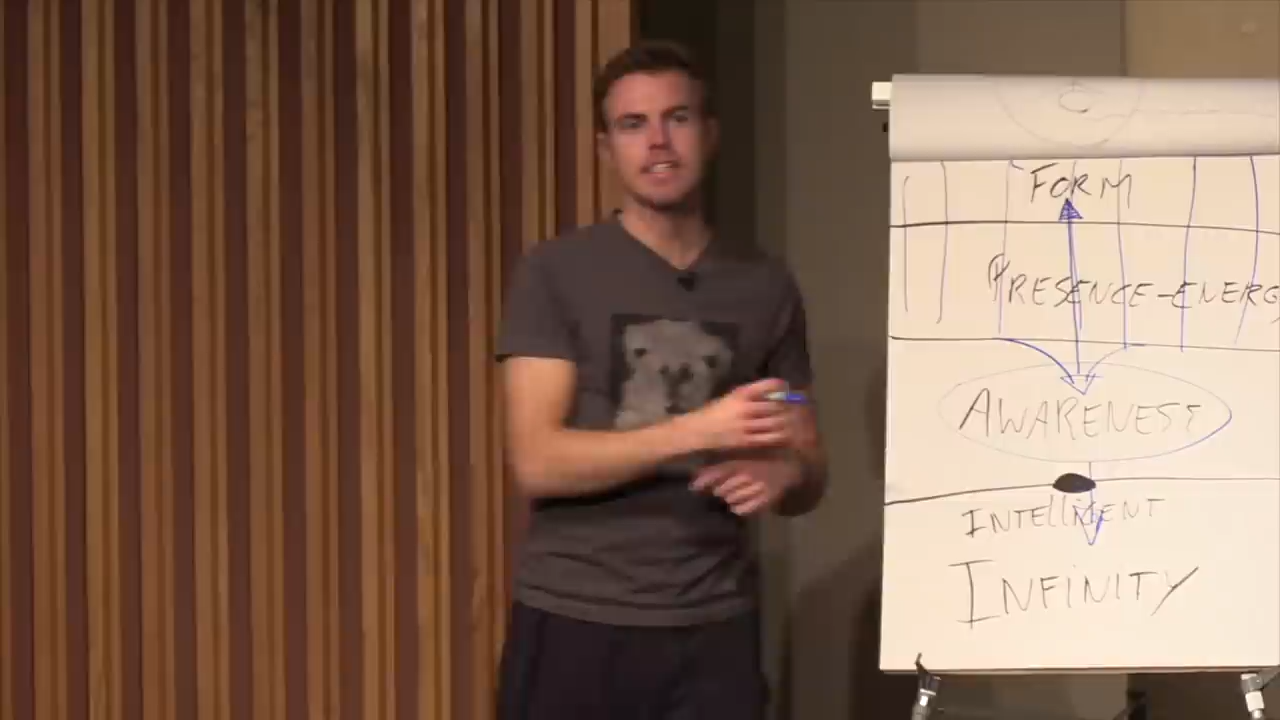 FORM
PRESENCE-ENERG
AWARENESS
INTELLIGENT
INFINITY